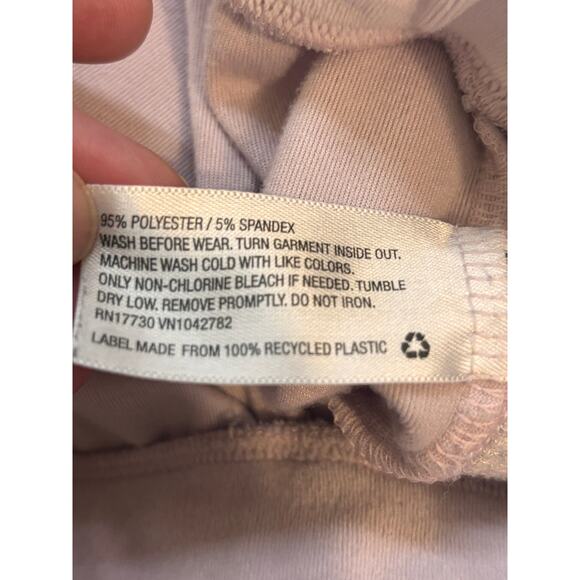 95% POLYESTER / 5% SPANDEX
WASH BEFORE WEAR. TURN GARMENT INSIDE OUT.
MACHINE WASH COLD WITH LIKE COLORS.
ONLY NON-CHLORINE BLEACH IF NEEDED. TUMBLE
DRY LOW. REMOVE PROMPTLY. DO NOT IRON.
RN17730 VN1042782
LABEL MADE FROM 100% RECYCLED PLASTIC